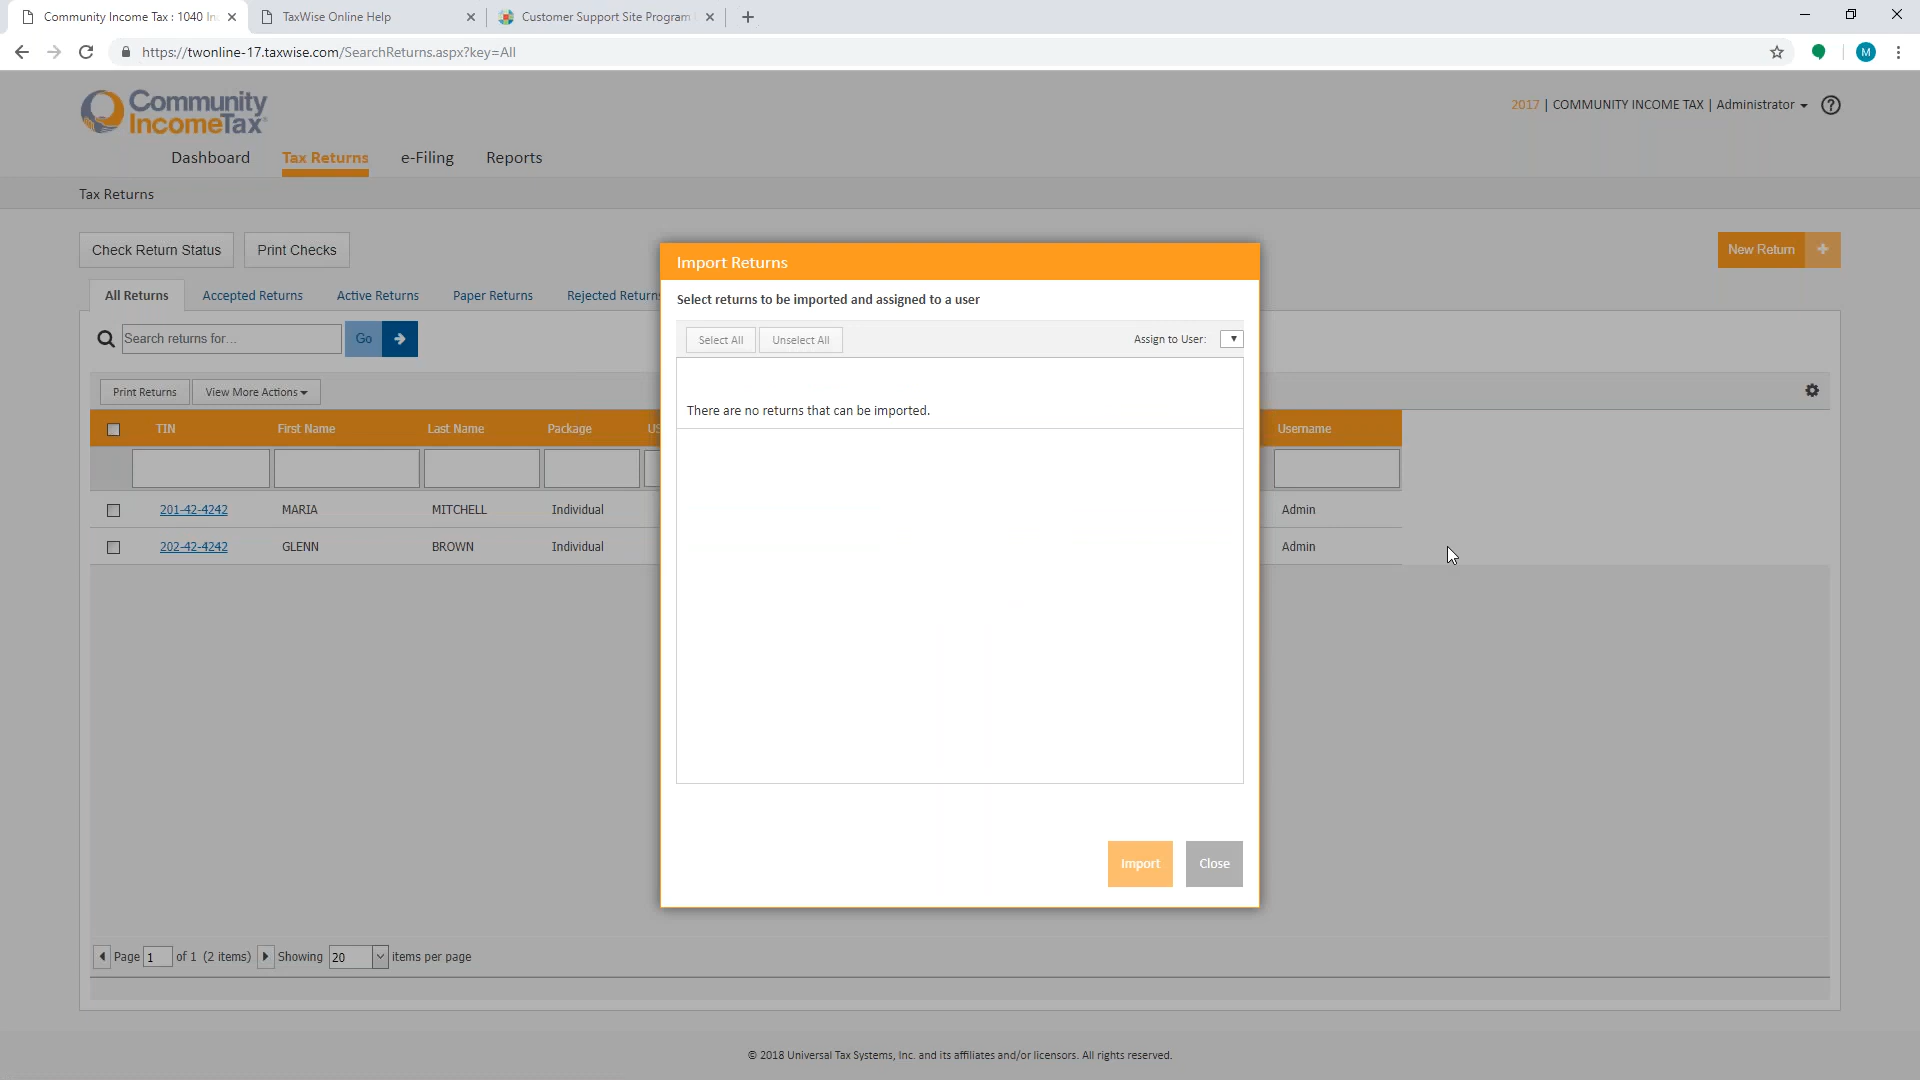 Community Income Tax : 1040 In
TaxWise Online Help
Customer Support Site Program
https://twonline-17.taxwise.com/SearchReturns.aspx?key=All
M
Community
IncomeTax
2017 | COMMUNITY INCOME TAX | Administrator
?
Dashboard
Tax Returns
e-Filing
Reports
Tax Returns
Check Return Status
Print Checks
New Return +
All Returns
Accepted Returns
Active Returns
Paper Returns
Rejected Returns
Search returns for...
Go
Print Returns
View More Actions
TIN
First Name
Last Name
Package
US
Username
201-42-4242
MARIA
MITCHELL
Individual
Admin
202-42-4242
GLENN
BROWN
Individual
Admin
Import Returns
Select returns to be imported and assigned to a user
Select All
Unselect All
Assign to User:
There are no returns that can be imported.
Import
Close
Page 1 of 1 (2 items) Showing 20 items per page
© 2018 Universal Tax Systems, Inc. and its affiliates and/or licensors. All rights reserved.